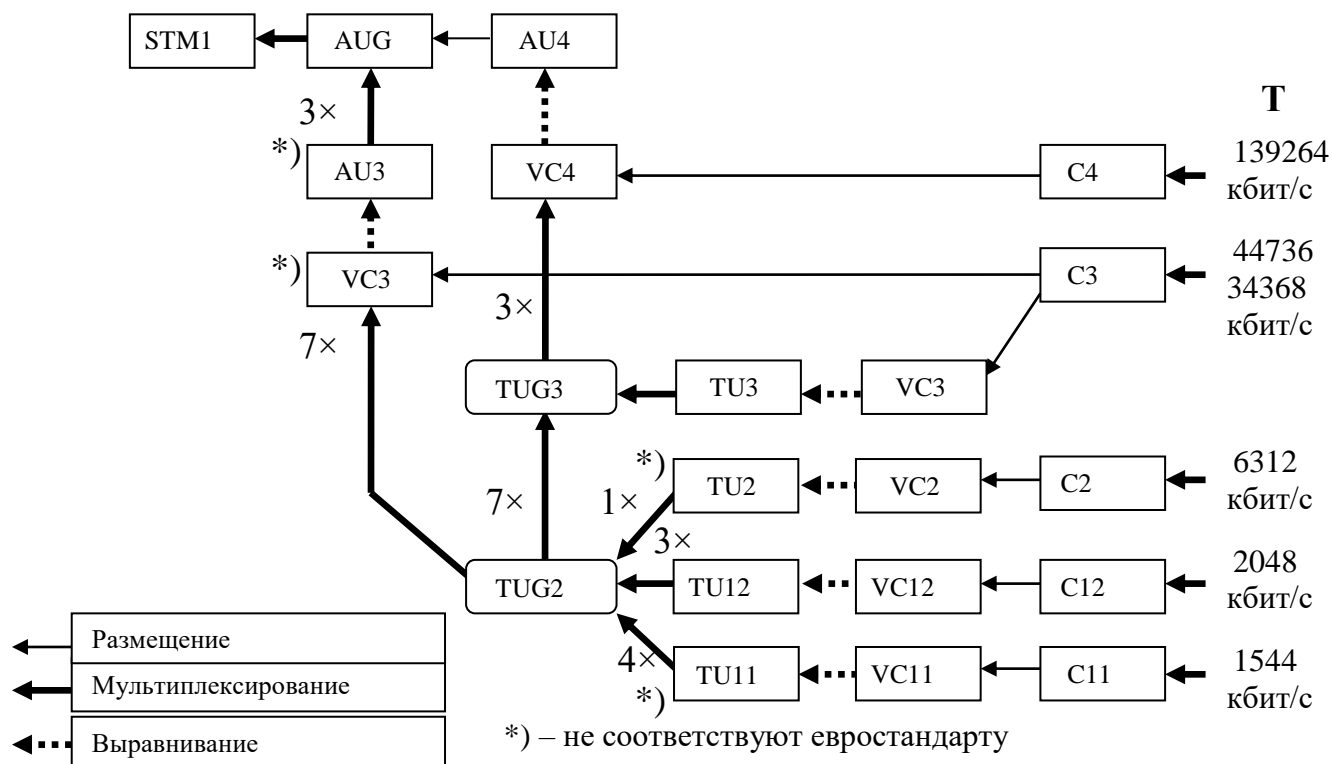 STM1 AUG AU4
T
3×
*) AU3 VC4 C4 139264
кбит/с
*) VC3 C3 44736
34368
кбит/с
3×
7×
TUG3 TU3 VC3
*) TU2 VC2 C2 6312
кбит/с
7× 1×
3×
TUG2 TU12 VC12 C12 2048
кбит/с
Размещение
4× TU11 VC11 C11 1544
кбит/с
*)
Мультиплексирование
Выравнивание
*) – не соответствуют евростандарту